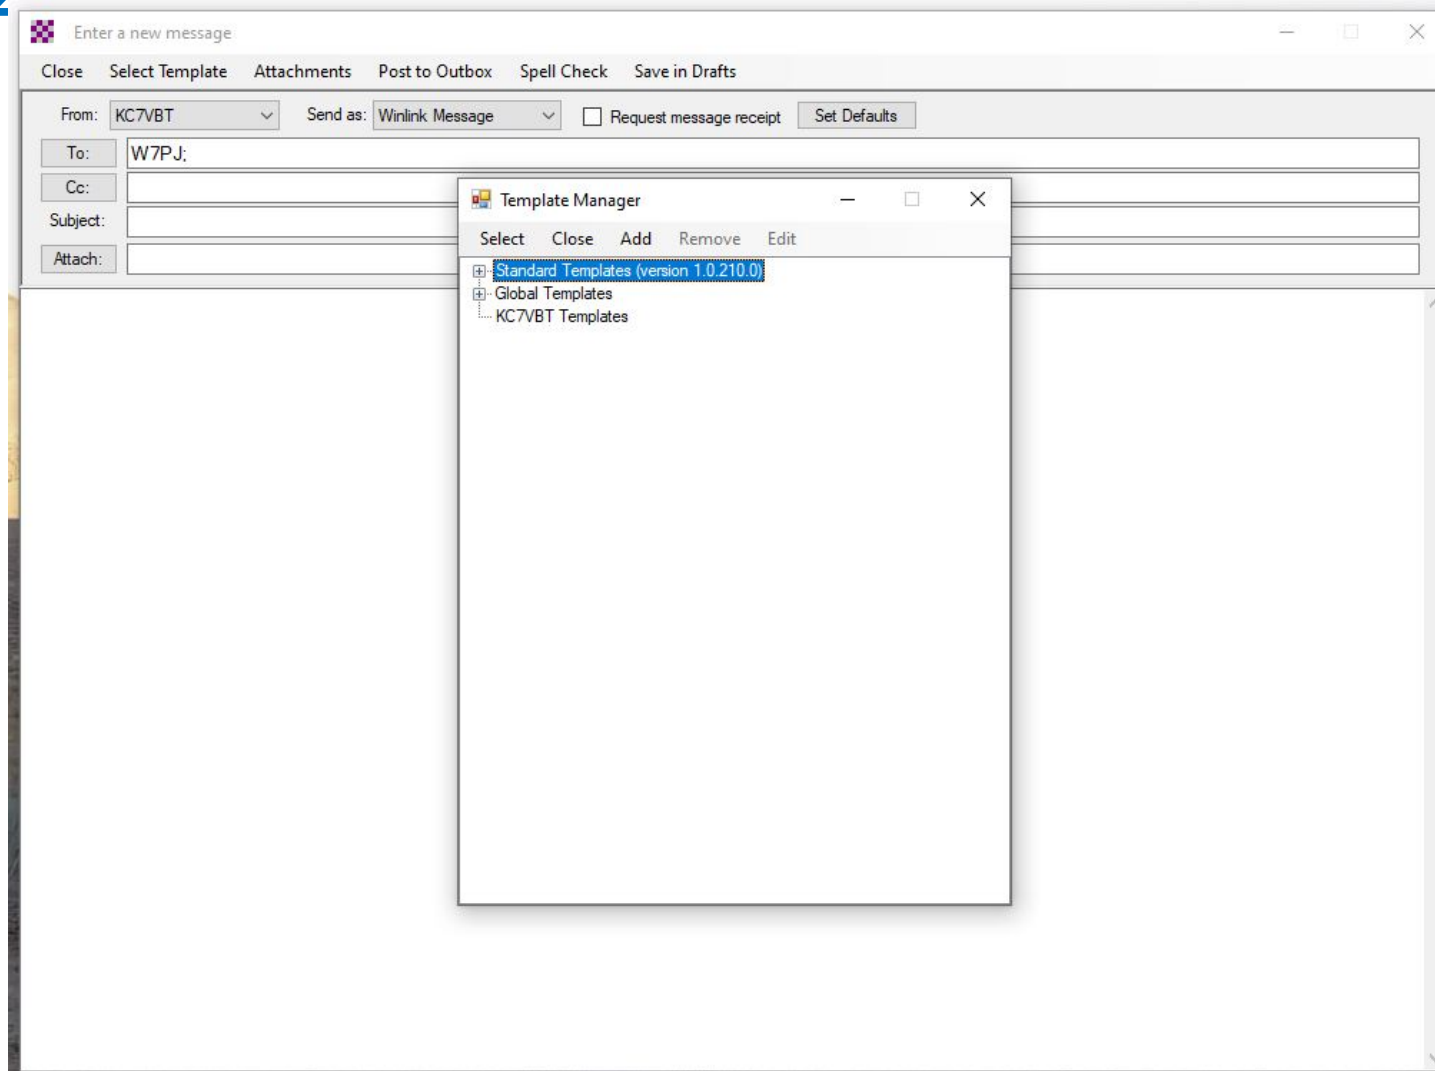 Enter a new message
Close Select Template Attachments Post to Outbox Spell Check Save in Drafts
From: KC7VBT Send as: Winlink Message Request message receipt Set Defaults
To: W7PJ;
Cc:
Subject:
Attach:
Template Manager
Select Close Add Remove Edit
Standard Templates (version 1.0.210.0)
Global Templates
KC7VBT Templates